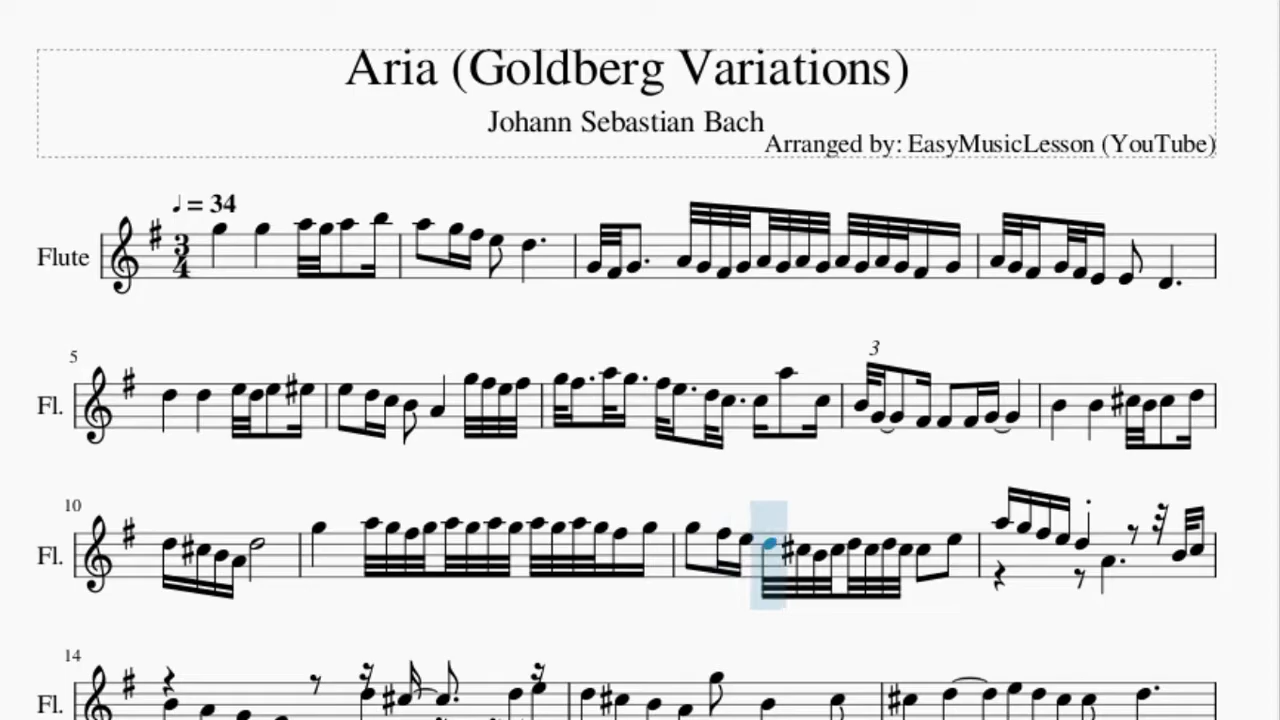 Aria (Goldberg Variations)
Johann Sebastian Bach
Arranged by: EasyMusicLesson (YouTube)
♩ = 34
Flute
3
4
5
3
Fl.
10
Fl.
14
Fl.